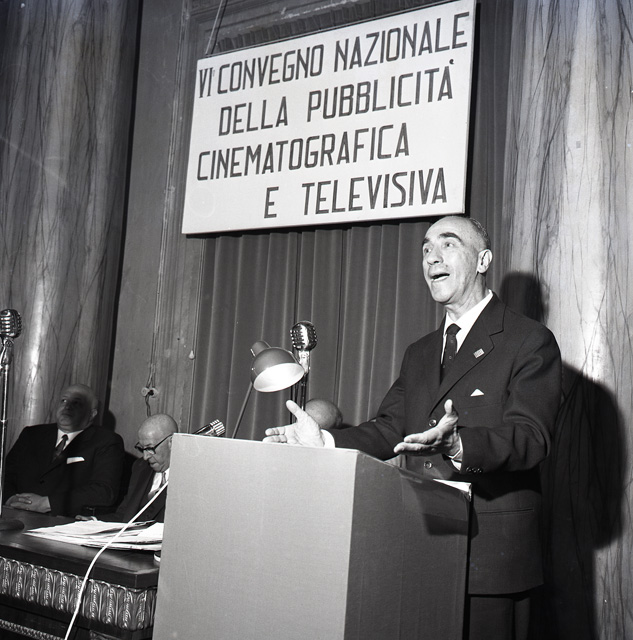 VI CONVEGNO NAZIONALE
DELLA PUBBLICITÀ
CINEMATOGRAFICA
E TELEVISIVA